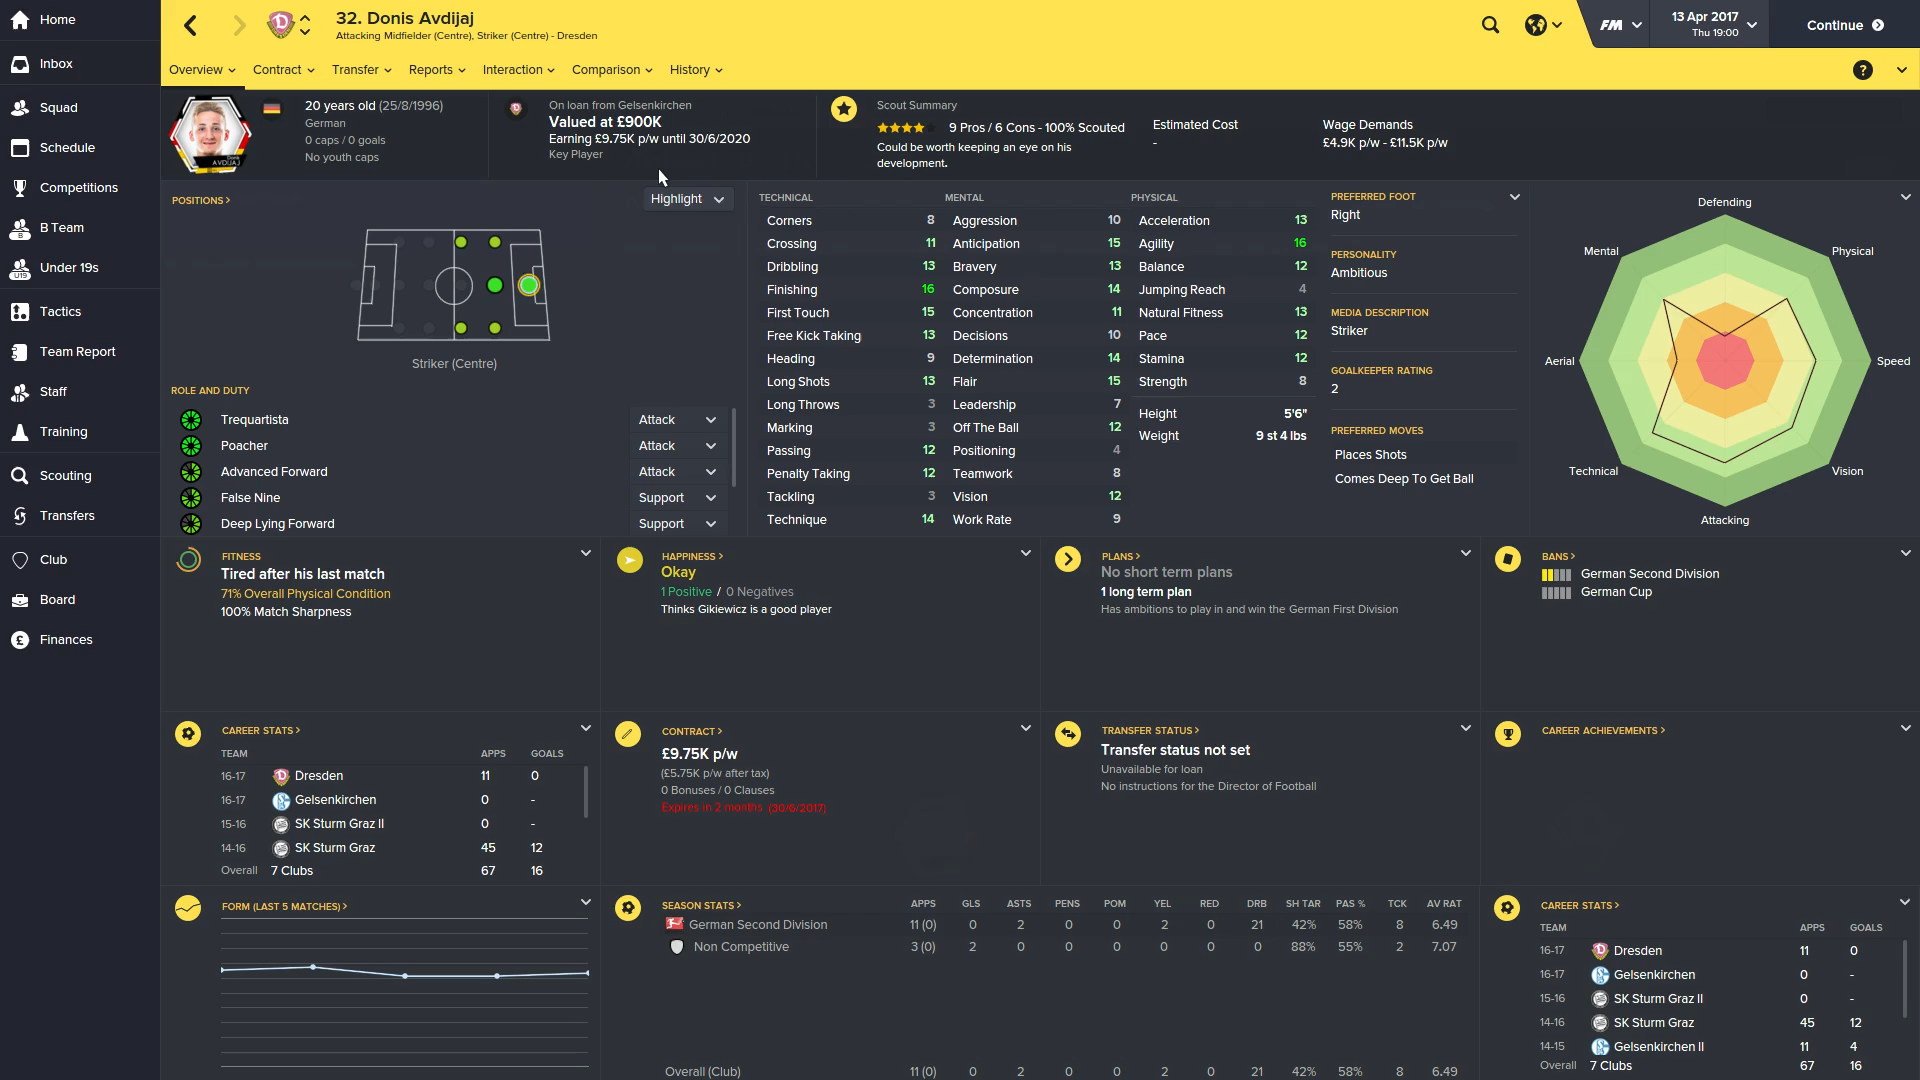 Home
Inbox
Squad
Schedule
Competitions
B Team
Under 19s
Tactics
Team Report
Staff
Training
Scouting
Transfers
Club
Board
Finances
32. Donis Avdijaj
Attacking Midfielder (Centre), Striker (Centre) - Dresden
FM
13 Apr 2017
Thu 19:00
Continue
Overview Contract Transfer Reports Interaction Comparison History
?
Donis
AVDIJAJ
20 years old (25/8/1996)
German
0 caps / 0 goals
No youth caps
On loan from Gelsenkirchen
Valued at £900K
Earning £9.75K p/w until 30/6/2020
Key Player
Scout Summary
9 Pros / 6 Cons - 100% Scouted
Could be worth keeping an eye on his
development.
Estimated Cost
-
Wage Demands
£4.9K p/w - £11.5K p/w
POSITIONS >
Highlight
Striker (Centre)
ROLE AND DUTY
Trequartista Attack
Poacher Attack
Advanced Forward Attack
False Nine Support
Deep Lying Forward Support
TECHNICAL
Corners 8
Crossing 11
Dribbling 13
Finishing 16
First Touch 15
Free Kick Taking 13
Heading 9
Long Shots 13
Long Throws 3
Marking 3
Passing 12
Penalty Taking 12
Tackling 3
Technique 14
MENTAL
Aggression 10
Anticipation 15
Bravery 13
Composure 14
Concentration 11
Decisions 10
Determination 14
Flair 15
Leadership 7
Off The Ball 12
Positioning 4
Teamwork 8
Vision 12
Work Rate 9
PHYSICAL
Acceleration 13
Agility 16
Balance 12
Jumping Reach 4
Natural Fitness 13
Pace 12
Stamina 12
Strength 8
Height 5'6"
Weight 9 st 4 lbs
PREFERRED FOOT
Right
PERSONALITY
Ambitious
MEDIA DESCRIPTION
Striker
GOALKEEPER RATING
2
PREFERRED MOVES
Places Shots
Comes Deep To Get Ball
Defending
Mental
Physical
Aerial
Speed
Technical
Vision
Attacking
FITNESS
Tired after his last match
71% Overall Physical Condition
100% Match Sharpness
HAPPINESS >
Okay
1 Positive / 0 Negatives
Thinks Gikiewicz is a good player
PLANS >
No short term plans
1 long term plan
Has ambitions to play in and win the German First Division
BANS >
German Second Division
German Cup
CAREER STATS >
TEAM APPS GOALS
16-17 Dresden 11 0
16-17 Gelsenkirchen 0 -
15-16 SK Sturm Graz II 0 -
14-16 SK Sturm Graz 45 12
Overall 7 Clubs 67 16
CONTRACT >
£9.75K p/w
(£5.75K p/w after tax)
0 Bonuses / 0 Clauses
Expires in 2 months (30/6/2017)
TRANSFER STATUS >
Transfer status not set
Unavailable for loan
No instructions for the Director of Football
CAREER ACHIEVEMENTS >
FORM (LAST 5 MATCHES) >
SEASON STATS > APPS GLS ASTS PENS POM YEL RED DRB SH TAR PAS % TCK AV RAT
German Second Division 11 (0) 0 2 0 0 2 0 21 42% 58% 8 6.49
Non Competitive 3 (0) 2 0 0 0 0 0 0 88% 55% 2 7.07
Overall (Club) 11 (0) 0 2 0 0 2 0 21 42% 58% 8 6.49
CAREER STATS >
TEAM APPS GOALS
16-17 Dresden 11 0
16-17 Gelsenkirchen 0 -
15-16 SK Sturm Graz II 0 -
14-16 SK Sturm Graz 45 12
14-15 Gelsenkirchen II 11 4
Overall 7 Clubs 67 16